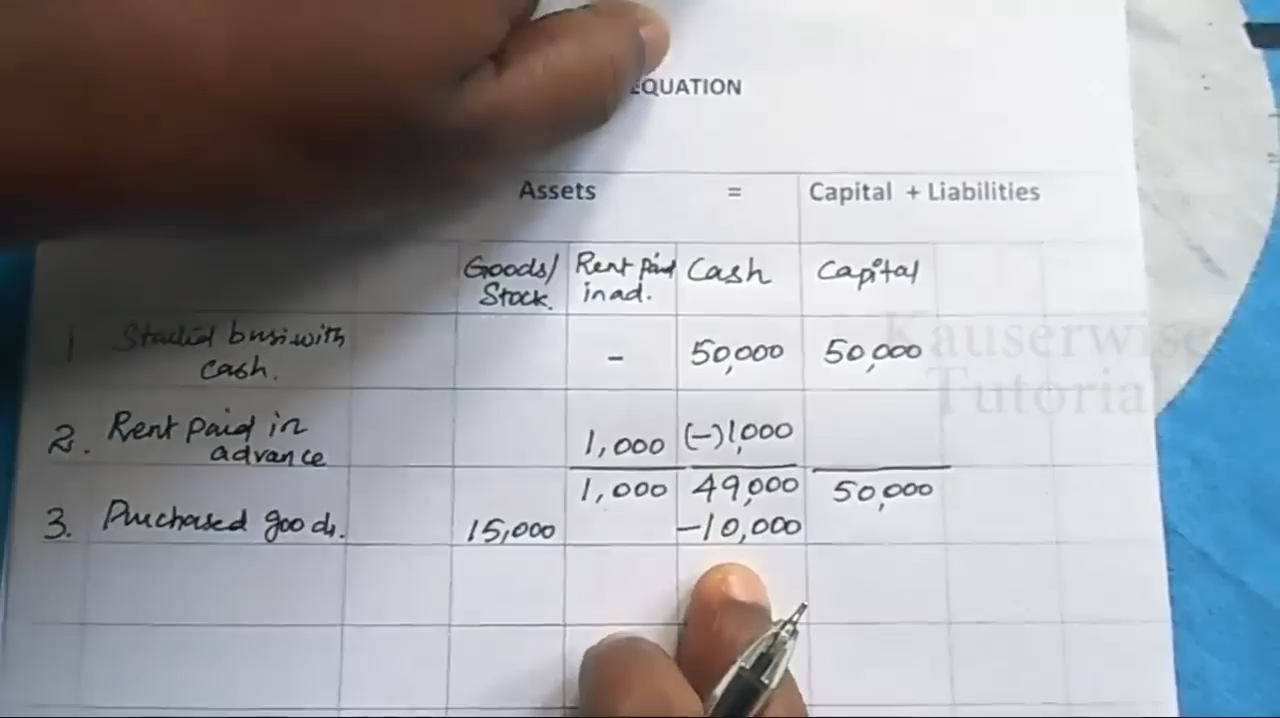 EQUATION
Assets = Capital + Liabilities
Goods/ Stock. Rent paid in ad. Cash Capital
1 Started busi with cash. - 50,000 50,000
2. Rent paid in advance 1,000 (-)1,000
1,000 49,000 50,000
3. Purchased goods. 15,000 -10,000
Kauserwise
Tutoria